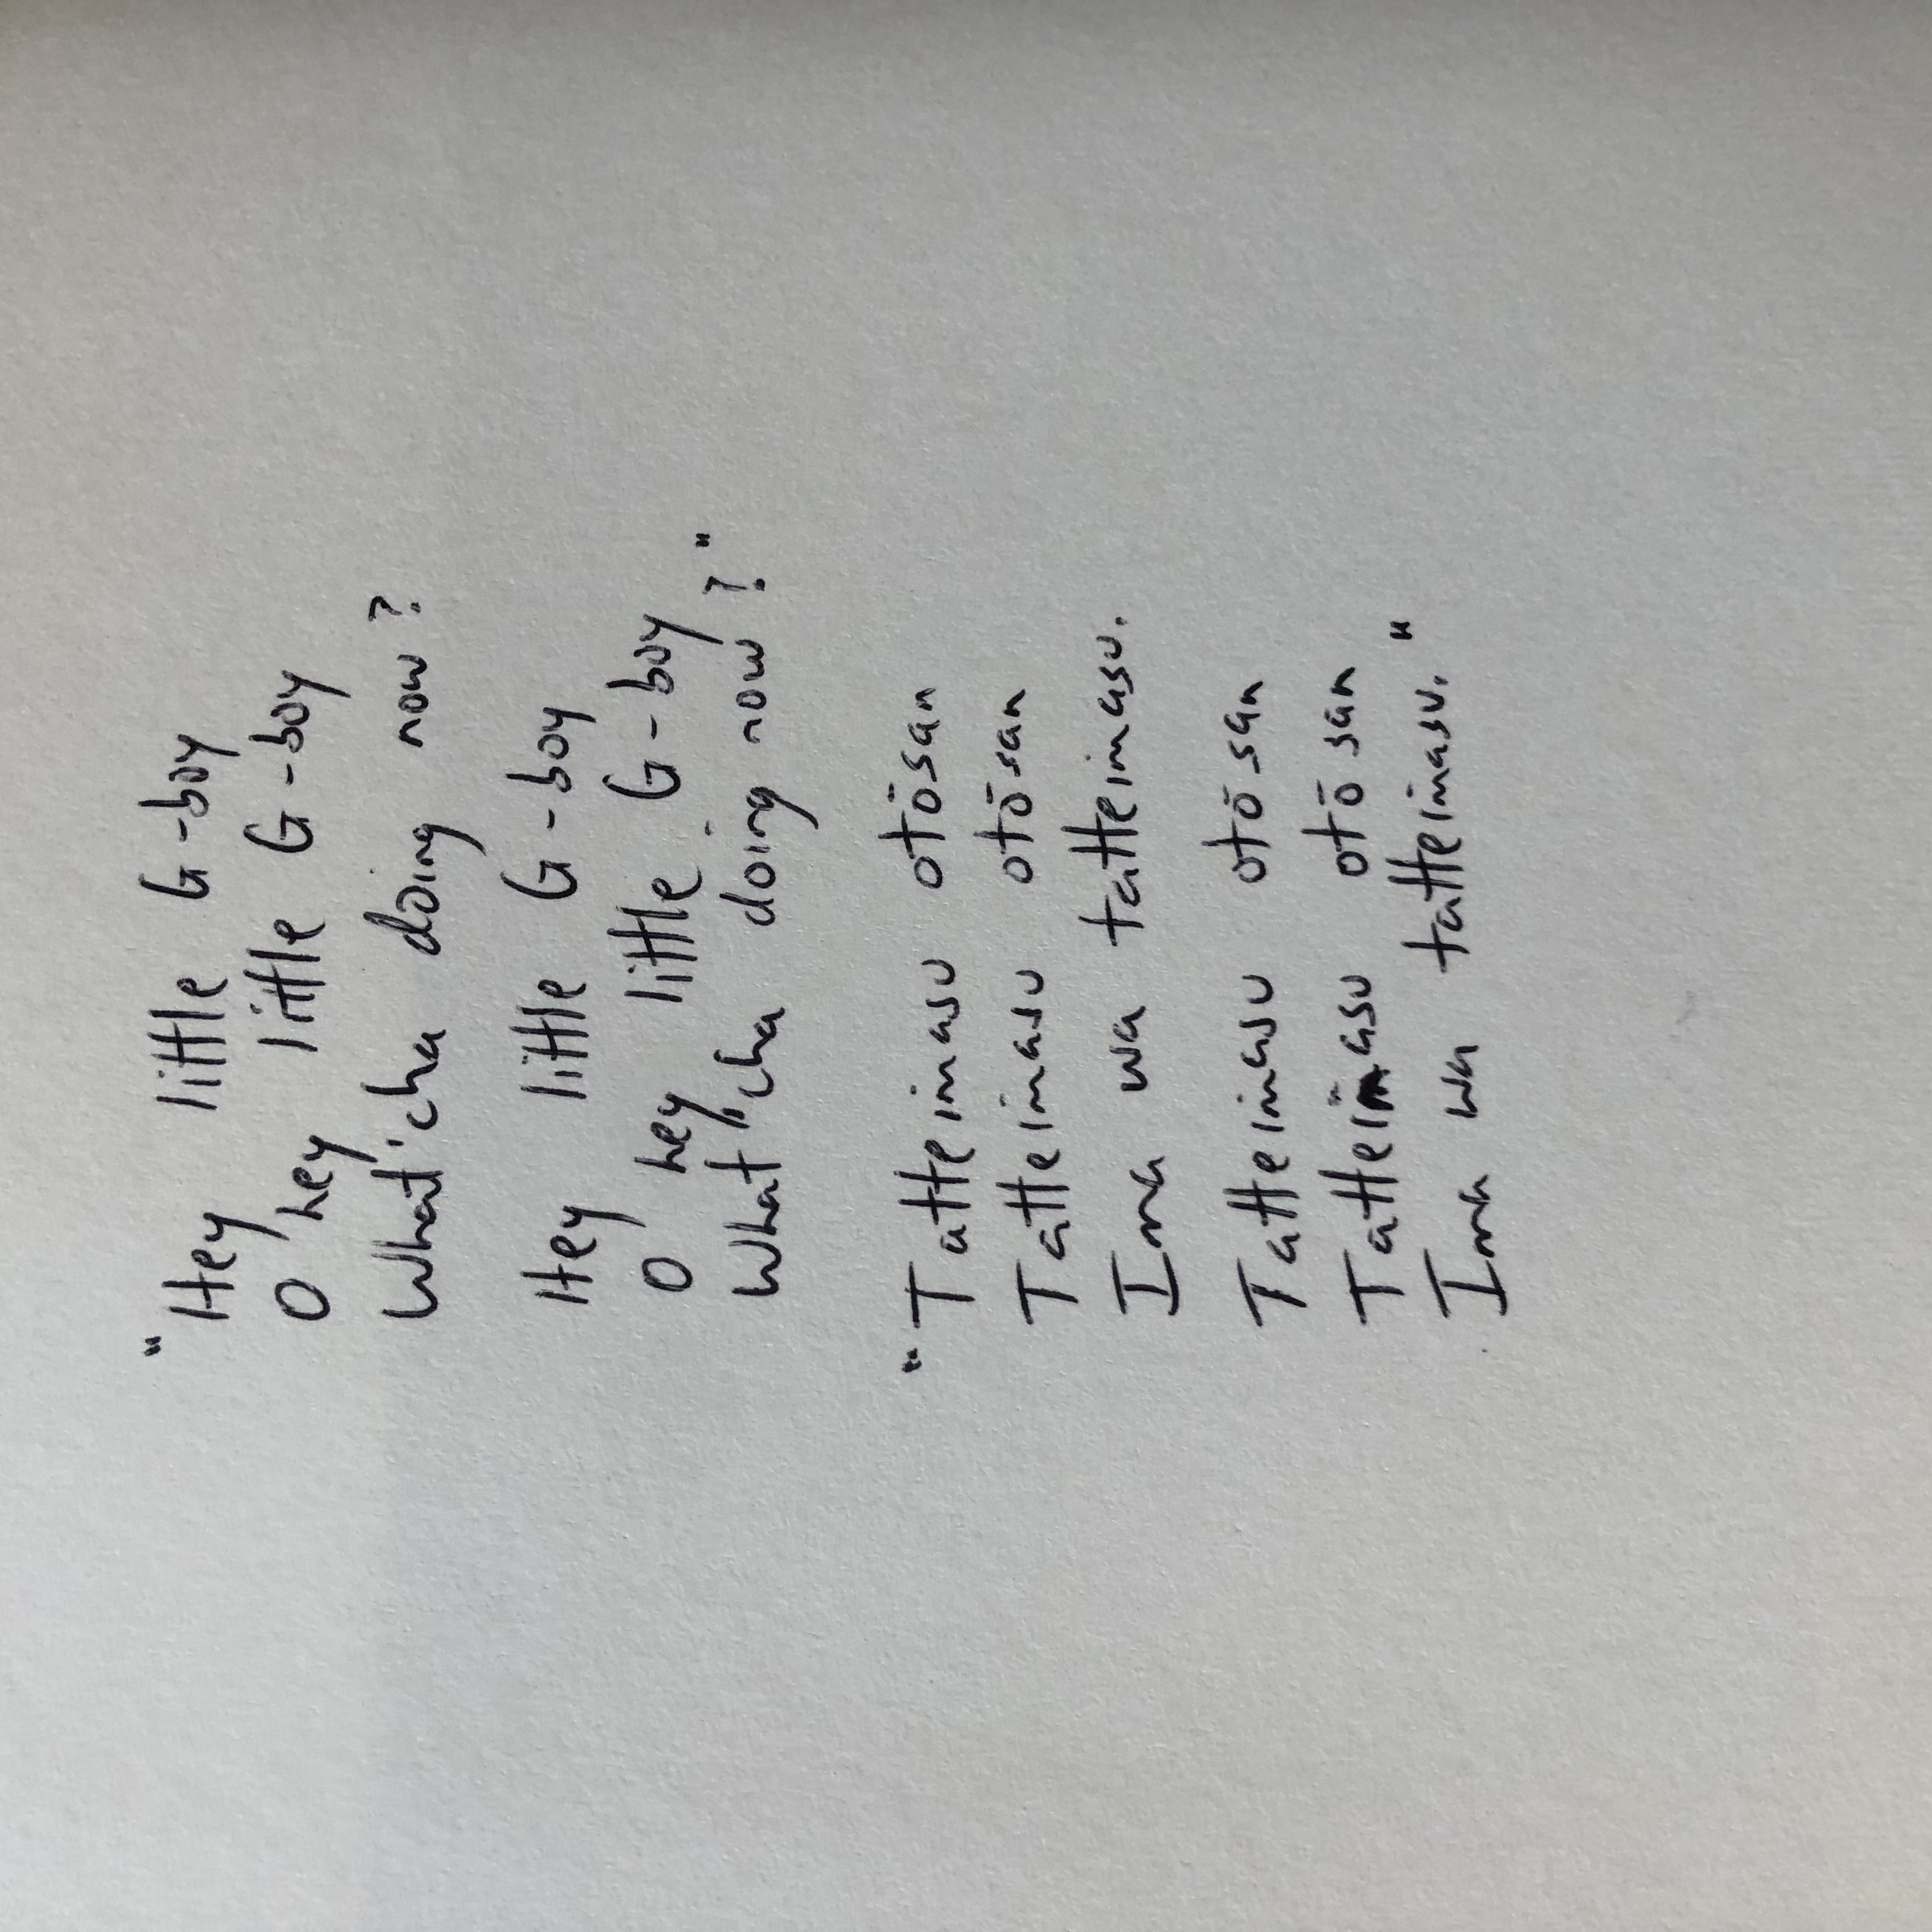 "Hey little G-boy
O hey little G-boy
What'cha doing now?
Hey little G-boy
O hey little G-boy
What'cha doing now?"
"Tatteimasu otōsan
Tatteimasu otōsan
Ima wa tatteimasu.
Tatteimasu otōsan
Tatteimasu otōsan
Ima wa tatteimasu."